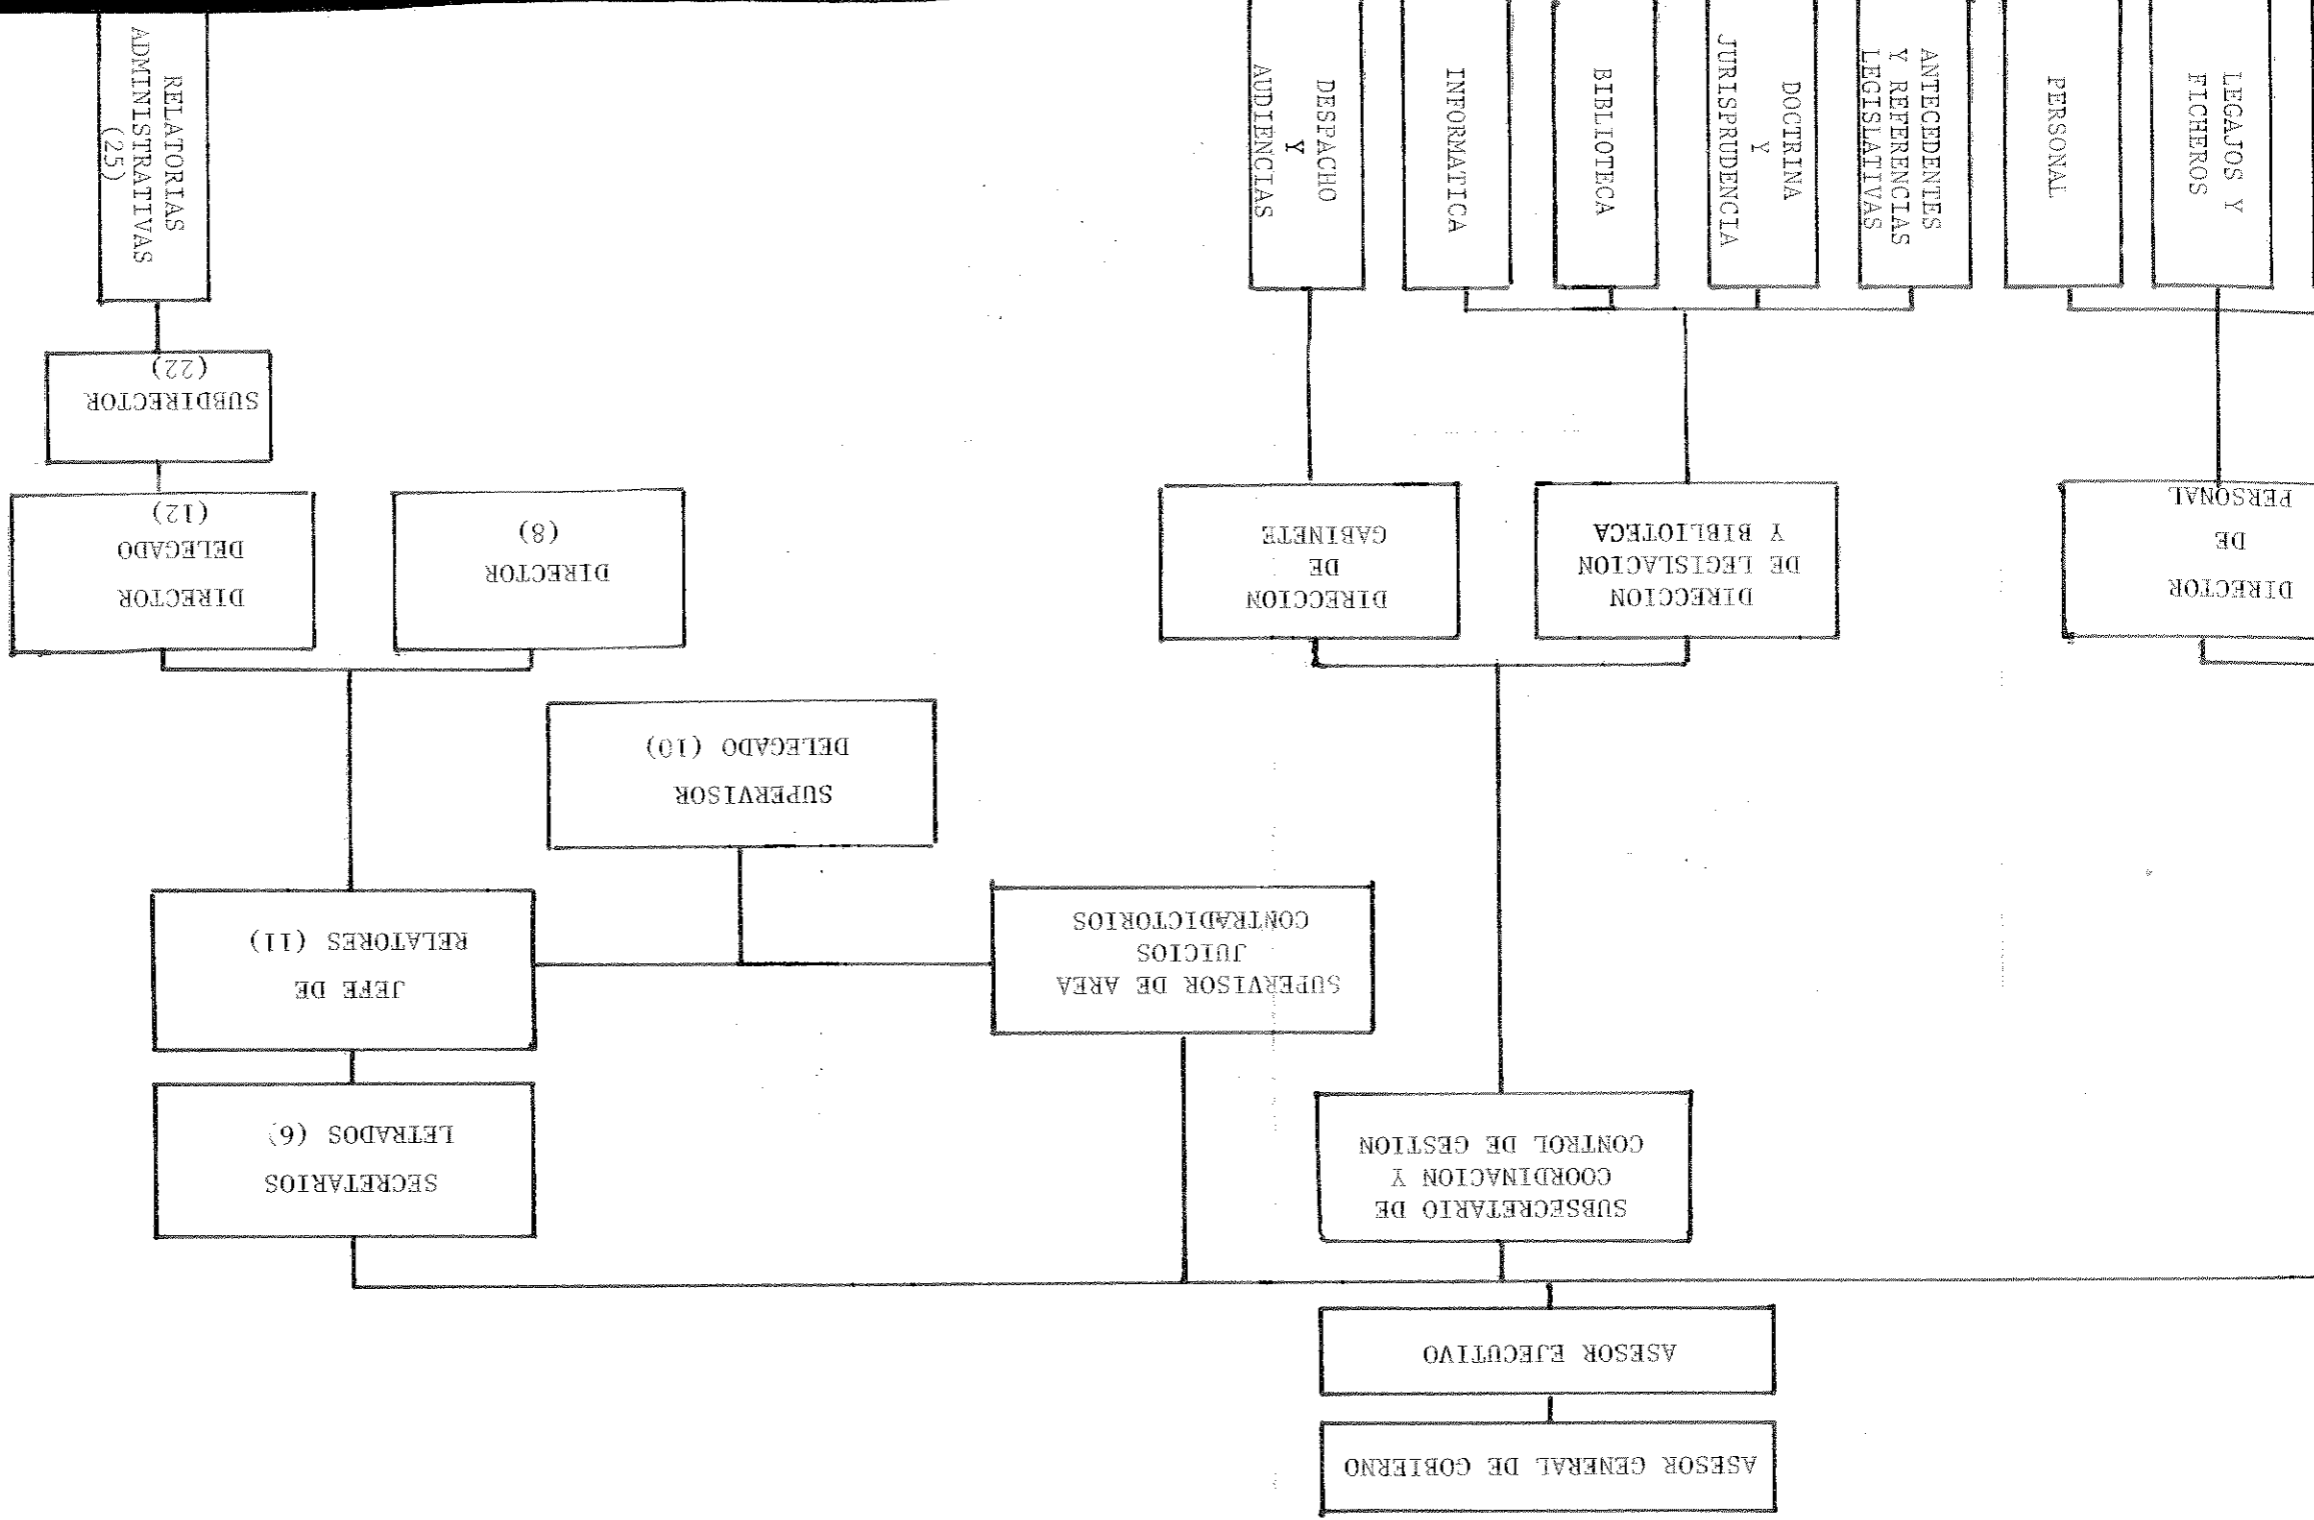 ASESOR GENERAL DE GOBIERNO
ASESOR EJECUTIVO
SUBSECRETARIO DE
COORDINACION Y
CONTROL DE GESTION
SECRETARIOS
LETRADOS (6)
SUPERVISOR DE AREA
JUICIOS
CONTRADICTORIOS
JEFE DE
RELATORES (11)
SUPERVISOR
DELEGADO (10)
DIRECTOR
DE
PERSONAL
DIRECCION
DE LEGISLACION
Y BIBLIOTECA
DIRECCION
DE
GABINETE
DIRECTOR
(8)
DIRECTOR
DELEGADO
(12)
SUBDIRECTOR
(22)
LEGAJOS Y
FICHEROS
PERSONAL
ANTECEDENTES
Y REFERENCIAS
LEGISLATIVAS
DOCTRINA
Y
JURISPRUDENCIA
BIBLIOTECA
INFORMATICA
DESPACHO
Y
AUDIENCIAS
RELATORIAS
ADMINISTRATIVAS
(25)